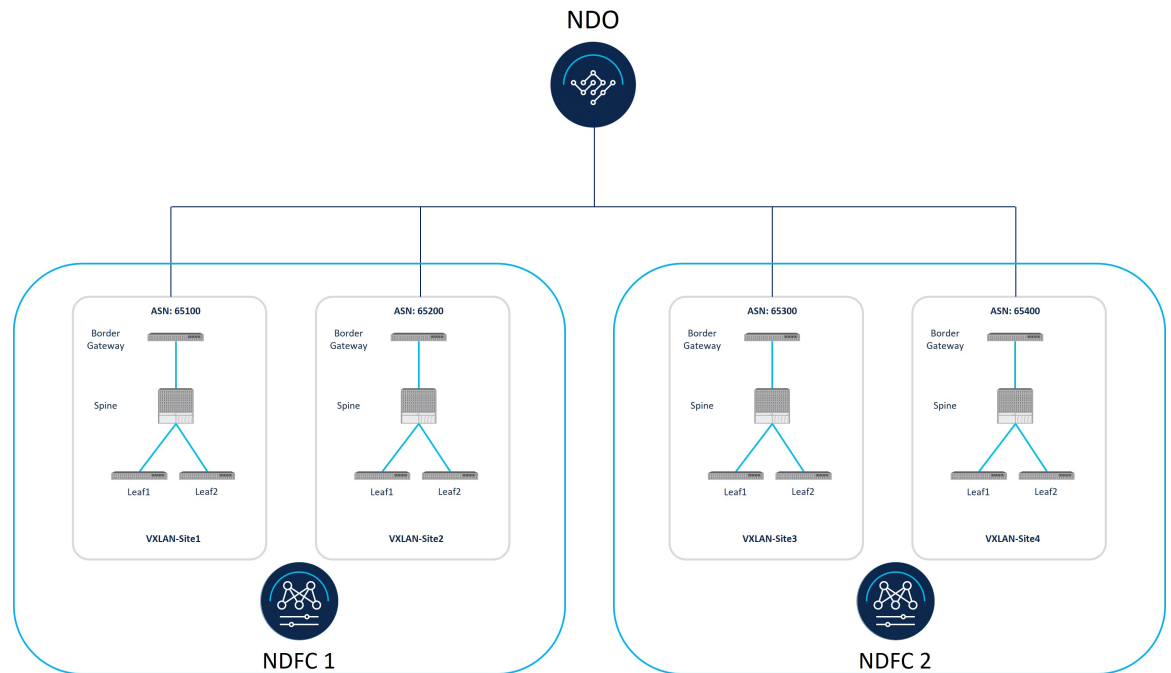 NDO
ASN: 65100
Border
Gateway
Spine
Leaf1
Leaf2
VXLAN-Site1
ASN: 65200
Border
Gateway
Spine
Leaf1
Leaf2
VXLAN-Site2
NDFC 1
ASN: 65300
Border
Gateway
Spine
Leaf1
Leaf2
VXLAN-Site3
ASN: 65400
Border
Gateway
Spine
Leaf1
Leaf2
VXLAN-Site4
NDFC 2